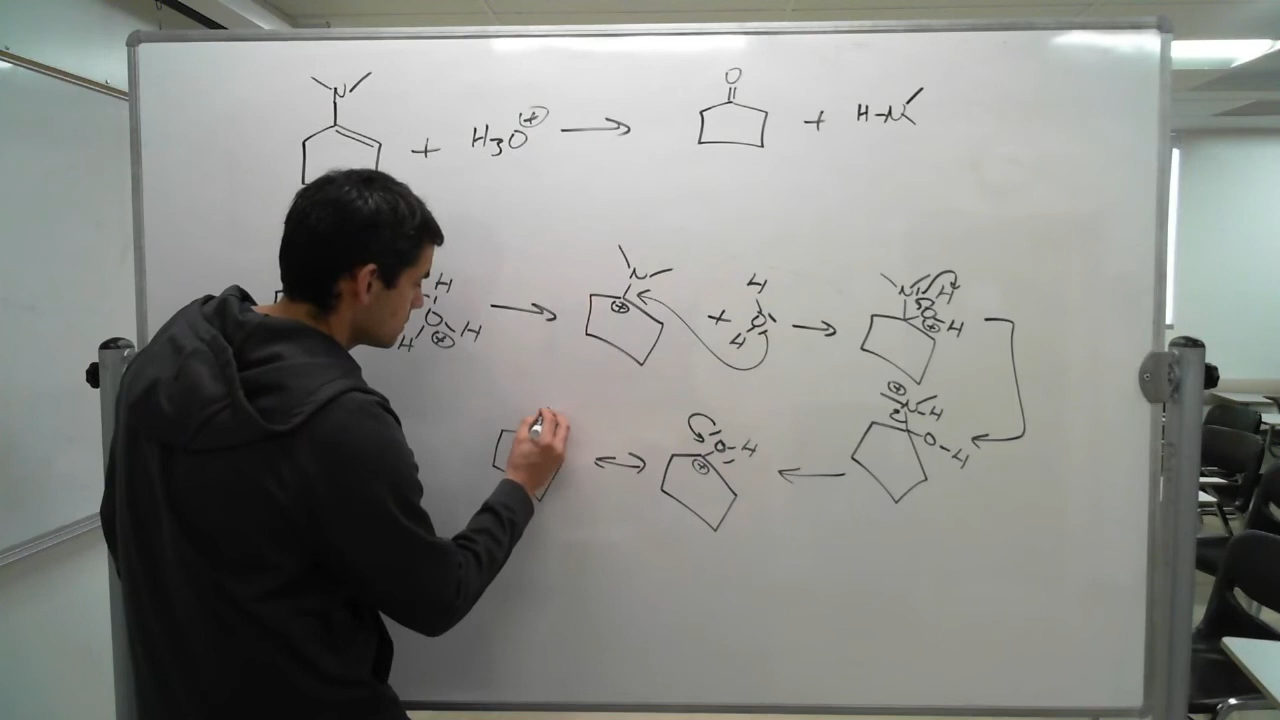 N O
+ H3O⊕ → + H-N
H
O H → N ⊕ + H O H → N H O ⊕ H
H ⊕
⊕ N H O-H
↔ ⊕ O-H ←